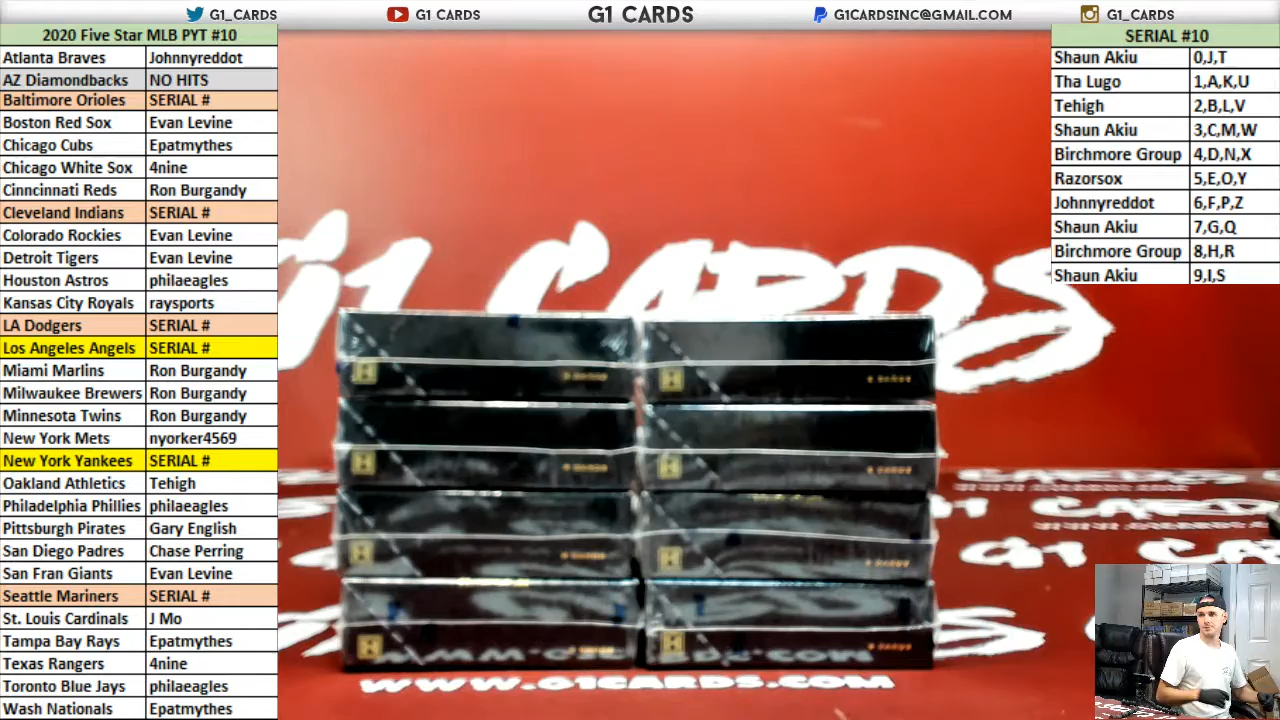 G1_CARDS
G1 CARDS
G1 CARDS
G1CARDSINC@GMAIL.COM
G1_CARDS
2020 Five Star MLB PYT #10
Atlanta Braves Johnnyreddot
AZ Diamondbacks NO HITS
Baltimore Orioles SERIAL #
Boston Red Sox Evan Levine
Chicago Cubs Epatmythes
Chicago White Sox 4nine
Cinncinnati Reds Ron Burgandy
Cleveland Indians SERIAL #
Colorado Rockies Evan Levine
Detroit Tigers Evan Levine
Houston Astros philaeagles
Kansas City Royals raysports
LA Dodgers SERIAL #
Los Angeles Angels SERIAL #
Miami Marlins Ron Burgandy
Milwaukee Brewers Ron Burgandy
Minnesota Twins Ron Burgandy
New York Mets nyorker4569
New York Yankees SERIAL #
Oakland Athletics Tehigh
Philadelphia Phillies philaeagles
Pittsburgh Pirates Gary English
San Diego Padres Chase Perring
San Fran Giants Evan Levine
Seattle Mariners SERIAL #
St. Louis Cardinals J Mo
Tampa Bay Rays Epatmythes
Texas Rangers 4nine
Toronto Blue Jays philaeagles
Wash Nationals Epatmythes
SERIAL #10
Shaun Akiu 0,J,T
Tha Lugo 1,A,K,U
Tehigh 2,B,L,V
Shaun Akiu 3,C,M,W
Birchmore Group 4,D,N,X
Razorsox 5,E,O,Y
Johnnyreddot 6,F,P,Z
Shaun Akiu 7,G,Q
Birchmore Group 8,H,R
Shaun Akiu 9,I,S
G1 CARDS
G1 CARDS
WWW.G1CARDS.COM